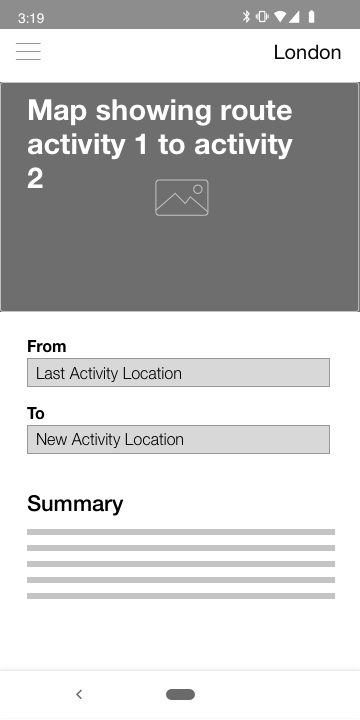 3:19
London
Map showing route
activity 1 to activity
2
From
Last Activity Location
To
New Activity Location
Summary